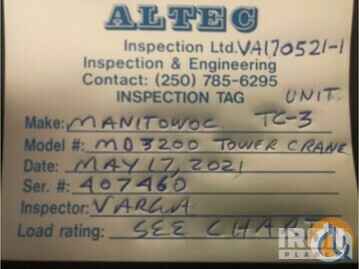 ALTEC
Inspection Ltd. VA170521-1
Inspection & Engineering
Contact: (250) 785-6295
INSPECTION TAG UNIT
Make: MANITOWOC TC-3
Model #: MD3200 TOWER CRANE
Date: MAY 17, 2021
Ser. #: 407460
Inspector: VARGA
Load rating: SEE CHART